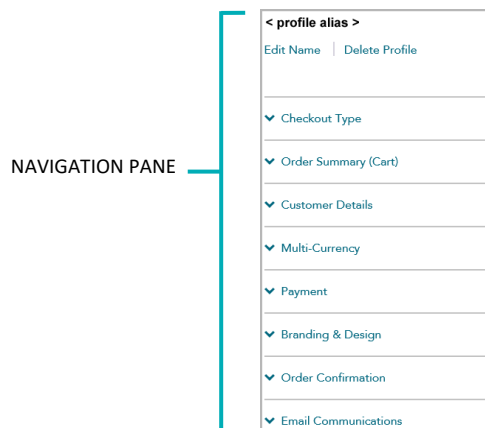 < profile alias >
Edit Name | Delete Profile
Checkout Type
NAVIGATION PANE
Order Summary (Cart)
Customer Details
Multi-Currency
Payment
Branding & Design
Order Confirmation
Email Communications